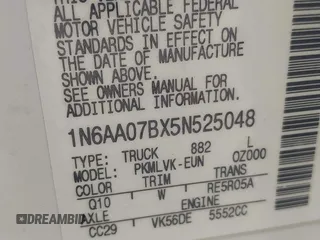 ALL APPLICABLE FEDERAL
MOTOR VEHICLE SAFETY
STANDARDS IN EFFECT ON
THE DATE OF MANUFACTURE
SHOWN ABOVE.
SEE OWNERS MANUAL FOR
ADDITIONAL INFORMATION.
1N6AA07BX5N525048
TYPE: TRUCK 882 L
MODEL: PKMLVK-EUN QZ000
COLOR TRIM TRANS
Q10 W RE5R05A
AXLE ENGINE
CC29 VK56DE 5552CC
DREAMBID